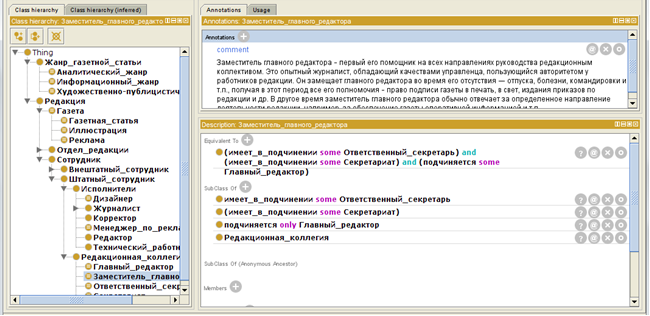 Class hierarchy
Class hierarchy (inferred)
Class hierarchy: Заместитель_главного_редакто
Thing
Жанр_газетной_статьи
Аналитический_жанр
Информационный_жанр
Художественно-публицистич
Редакция
Газета
Газетная_статья
Иллюстрация
Реклама
Отдел_редакции
Сотрудник
Внештатный_сотрудник
Штатный_сотрудник
Исполнители
Дизайнер
Журналист
Корректор
Менеджер_по_рекла
Редактор
Технический_работн
Редакционная_коллеги
Главный_редактор
Заместитель_главно
Ответственный_секр
Annotations
Usage
Annotations: Заместитель_главного_редактора
Annotations
comment
Заместитель главного редактора - первый его помощник на всех направлениях руководства редакционным
коллективом. Это опытный журналист, обладающий качествами управленца, пользующийся авторитетом у
работников редакции. Он замещает главного редактора во время его отсутствия — отпуска, болезни, командировки и
т.п., получая в этот период все его полномочия - право подписи газеты в печать, в свет, издания приказов по
редакции и др. В другое время заместитель главного редактора обычно отвечает за определенное направление
Description: Заместитель_главного_редактора
Equivalent To
(имеет_в_подчинении some Ответственный_секретарь) and
(имеет_в_подчинении some Секретариат) and (подчиняется some
Главный_редактор)
SubClass Of
имеет_в_подчинении some Ответственный_секретарь
(имеет_в_подчинении some Секретариат)
подчиняется only Главный_редактор
Редакционная_коллегия
SubClass Of (Anonymous Ancestor)
Members